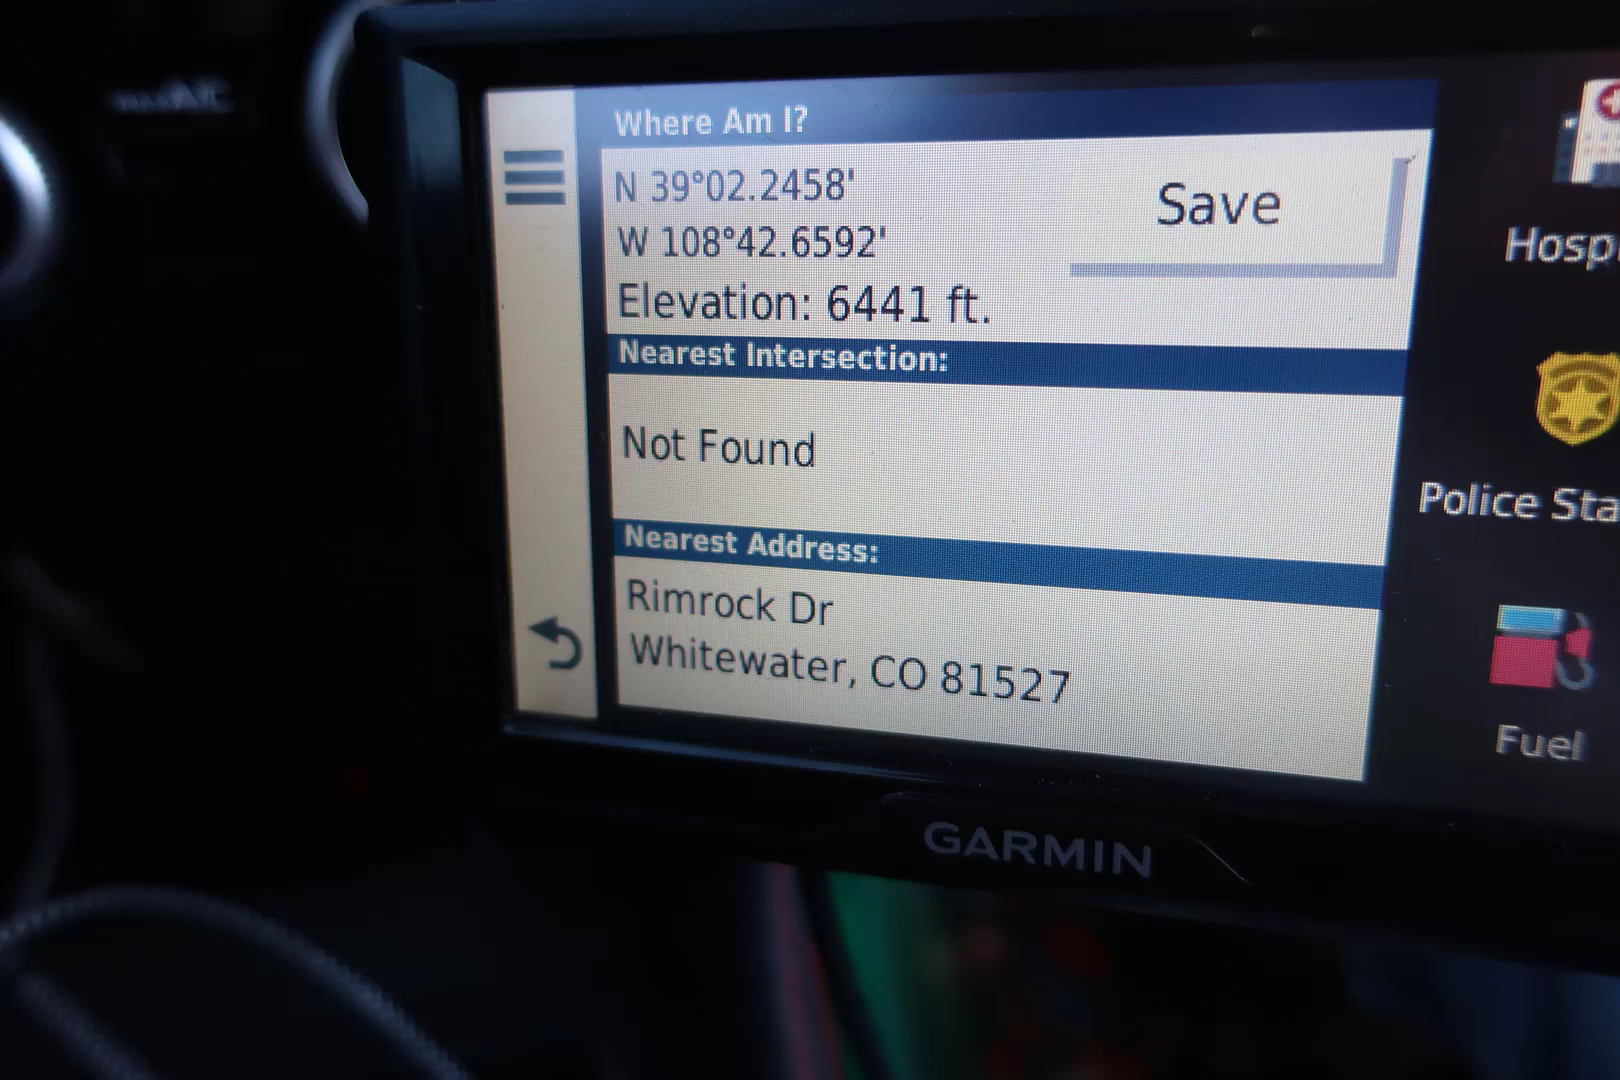 MAX A/C
Where Am I?
N 39°02.2458'
W 108°42.6592'
Save
Elevation: 6441 ft.
Nearest Intersection:
Not Found
Nearest Address:
Rimrock Dr
Whitewater, CO 81527
Hosp
Police Sta
Fuel
GARMIN